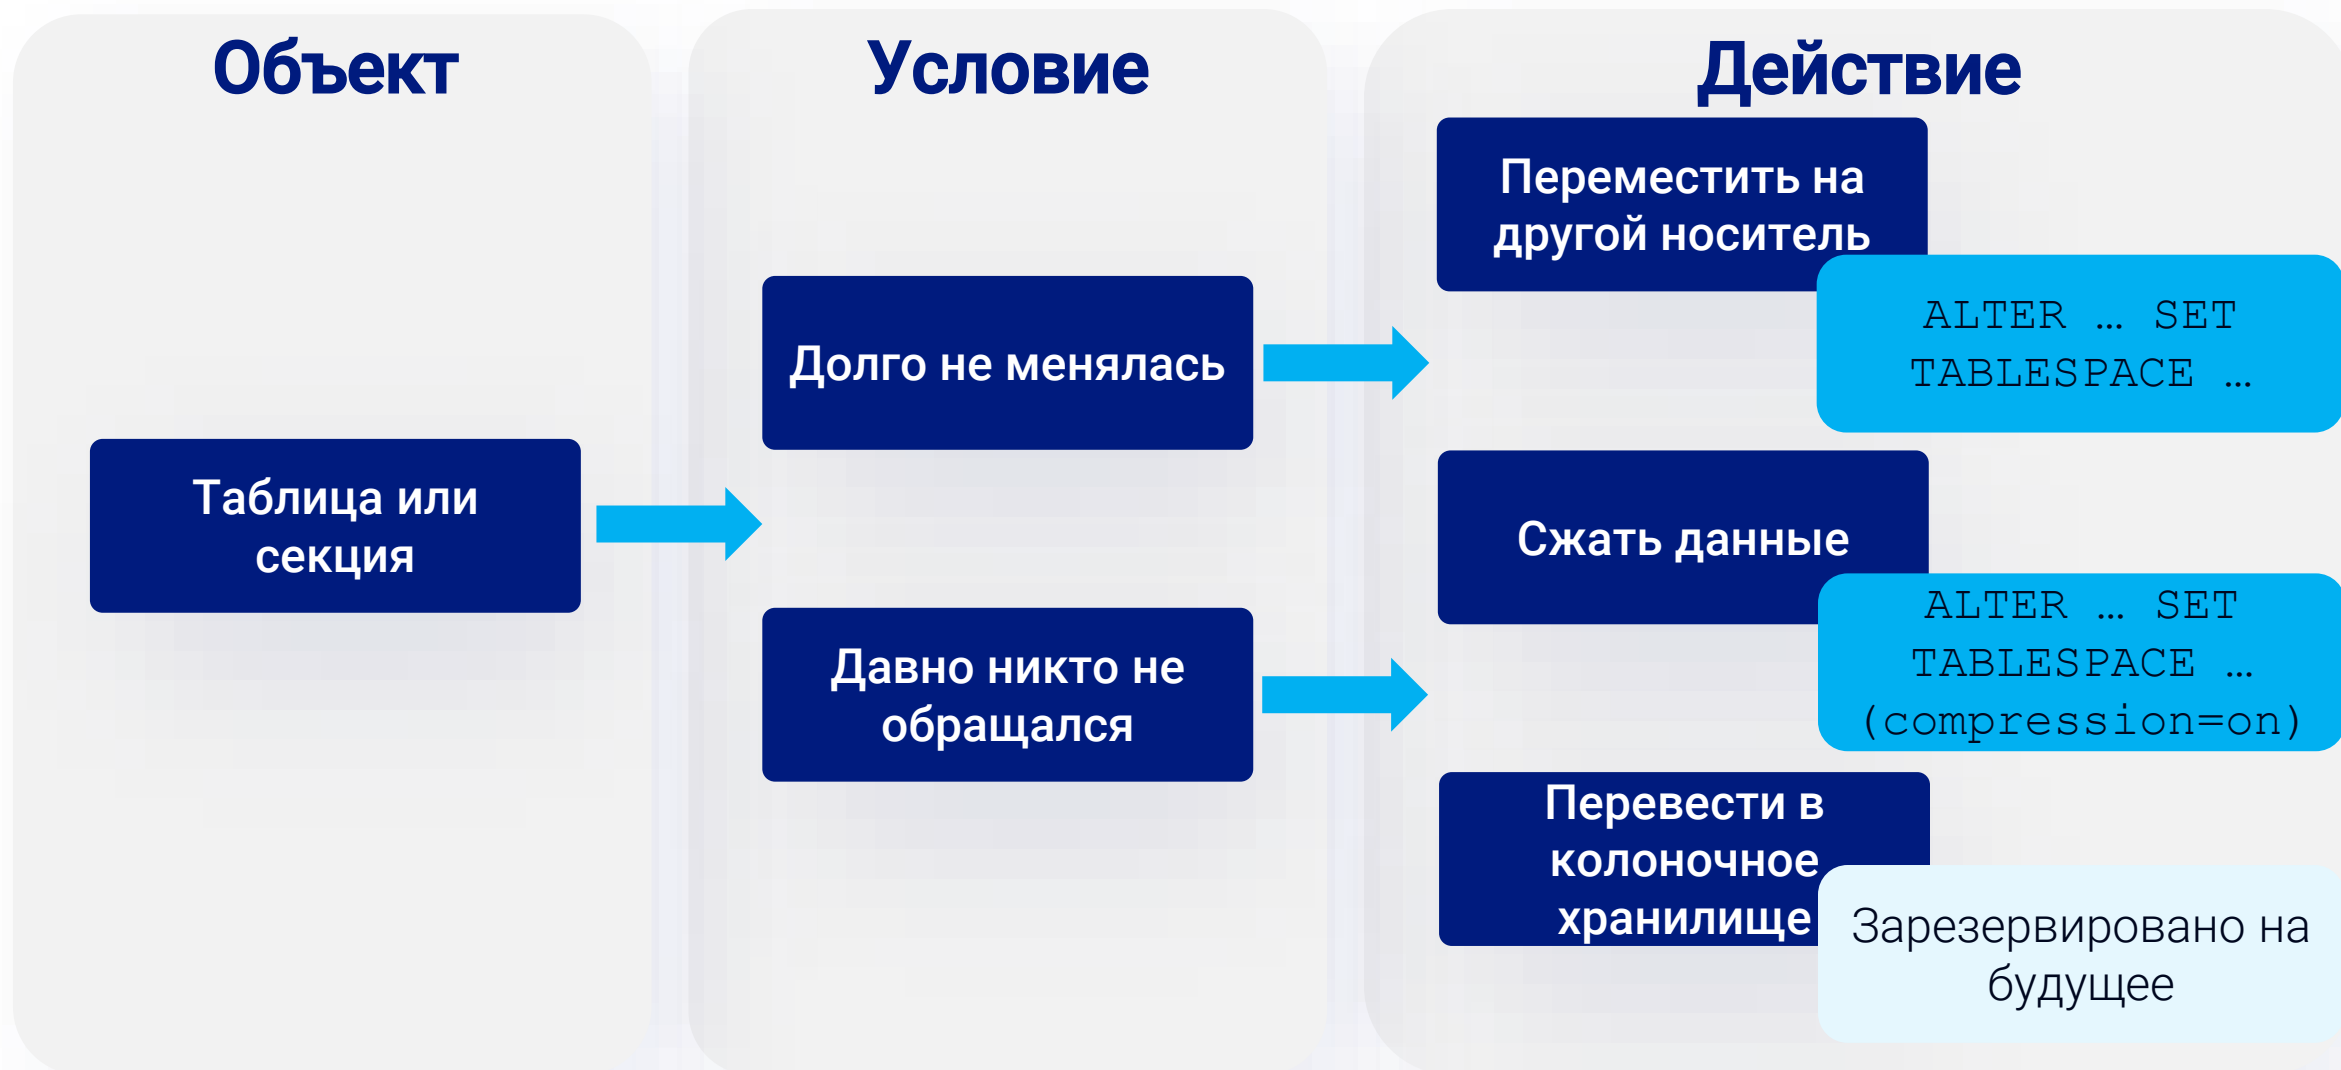 Объект
Таблица или
секция
Условие
Долго не менялась
Давно никто не
обращался
Действие
Переместить на
другой носитель
ALTER … SET
TABLESPACE …
Сжать данные
ALTER … SET
TABLESPACE …
(compression=on)
Перевести в
колоночное
хранилище
Зарезервировано на
будущее